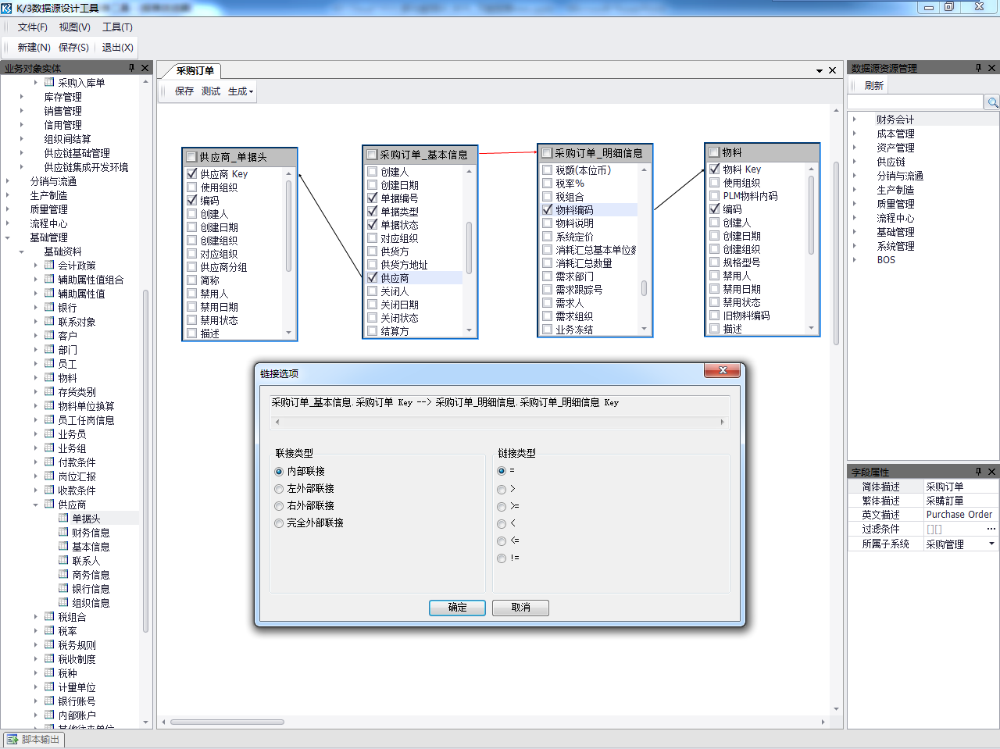 K/3数据源设计工具
文件(F) 视图(V) 工具(T)
新建(N) 保存(S) 退出(X)
业务对象实体
采购入库单
库存管理
销售管理
信用管理
组织间结算
供应链基础管理
供应链集成开发环境
分销与流通
生产制造
质量管理
流程中心
基础管理
基础资料
会计政策
辅助属性值组合
辅助属性值
银行
联系对象
客户
部门
员工
物料
存货类别
物料单位换算
员工任岗信息
业务员
业务组
付款条件
岗位汇报
收款条件
供应商
单据头
财务信息
基本信息
联系人
商务信息
银行信息
组织信息
税组合
税率
税务规则
税收制度
税种
计量单位
银行账号
内部账户
其他往来单位
脚本输出
采购订单
保存 测试 生成
供应商_单据头
供应商 Key
使用组织
编码
创建人
创建日期
创建组织
对应组织
供应商分组
简称
禁用人
禁用日期
禁用状态
描述
采购订单_基本信息
创建人
创建日期
单据编号
单据类型
单据状态
对应组织
供货方
供货方地址
供应商
关闭人
关闭日期
关闭状态
结算方
采购订单_明细信息
税额(本位币)
税率%
税组合
物料编码
物料说明
系统定价
消耗汇总基本单位数
消耗汇总数量
需求部门
需求跟踪号
需求人
需求组织
业务冻结
物料
物料 Key
使用组织
PLM物料内码
编码
创建人
创建日期
创建组织
规格型号
禁用人
禁用日期
禁用状态
旧物料编码
描述
链接选项
采购订单_基本信息.采购订单 Key --> 采购订单_明细信息.采购订单_明细信息 Key
联接类型
内部联接
左外部联接
右外部联接
完全外部联接
链接类型
=
>
>=
<
<=
!=
确定 取消
数据源资源管理
刷新
财务会计
成本管理
资产管理
供应链
分销与流通
生产制造
质量管理
流程中心
基础管理
系统管理
BOS
字段属性
简体描述 采购订单
繁体描述 采購訂單
英文描述 Purchase Order
过滤条件 [][] ...
所属子系统 采购管理